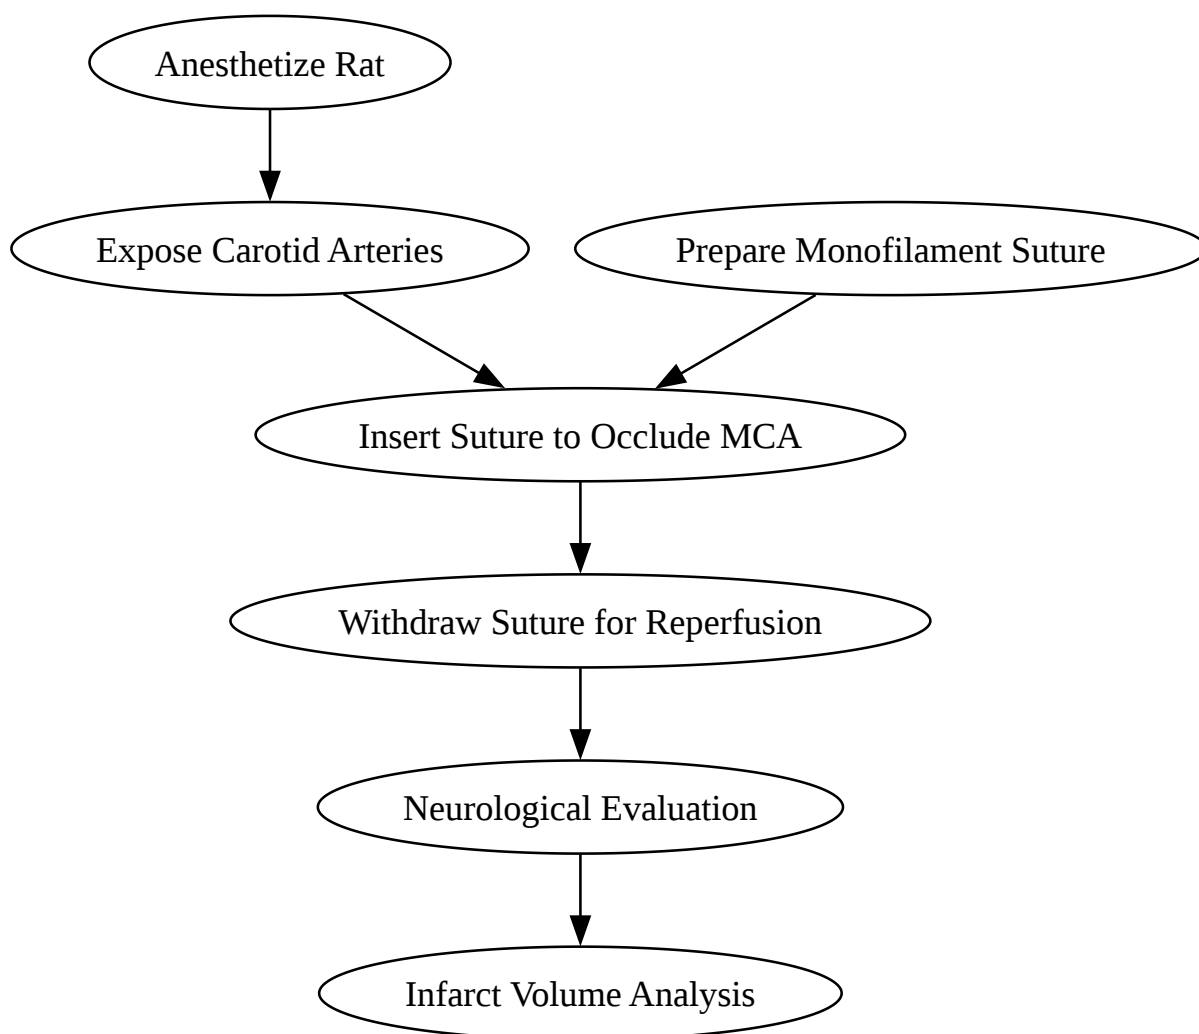 Anesthetize Rat
Expose Carotid Arteries
Prepare Monofilament Suture
Insert Suture to Occlude MCA
Withdraw Suture for Reperfusion
Neurological Evaluation
Infarct Volume Analysis